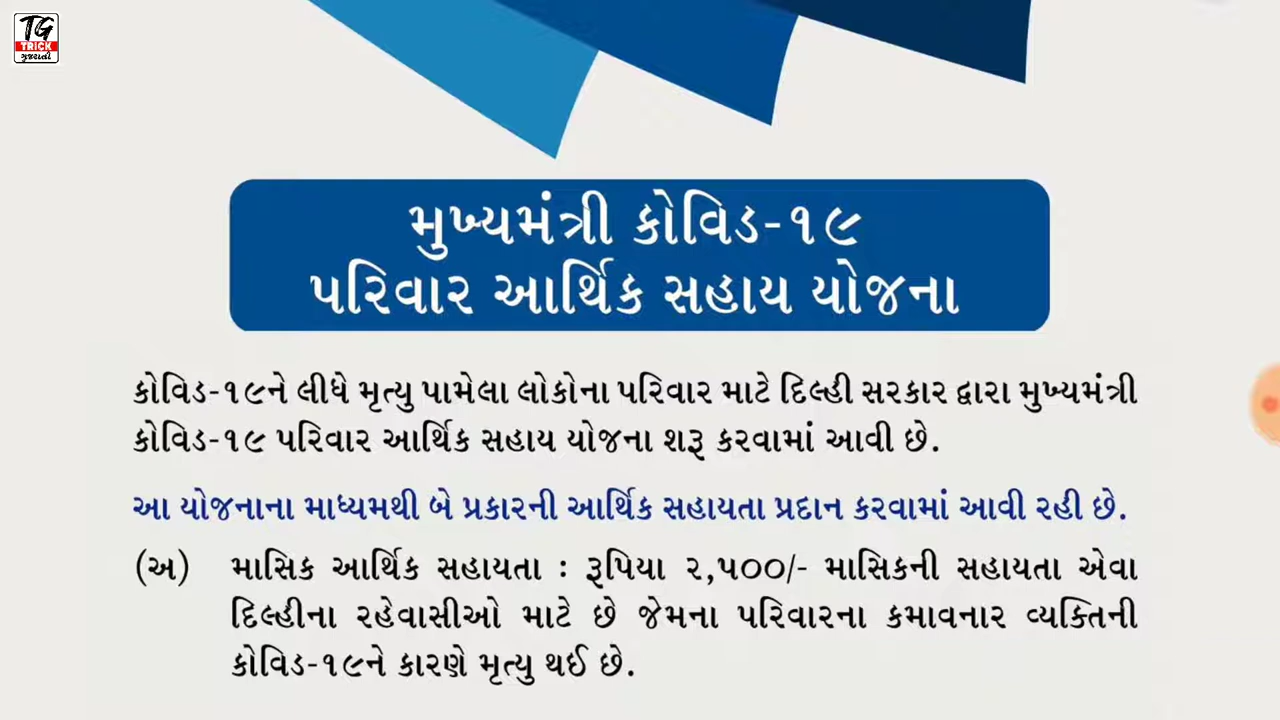 TG
TRICK
ગુજરાતી
મુખ્યમંત્રી કોવિડ-૧૯
પરિવાર આર્થિક સહાય યોજના
કોવિડ-૧૯ને લીધે મૃત્યુ પામેલા લોકોના પરિવાર માટે દિલ્હી સરકાર દ્વારા મુખ્યમંત્રી
કોવિડ-૧૯ પરિવાર આર્થિક સહાય યોજના શરૂ કરવામાં આવી છે.
આ યોજનાના માધ્યમથી બે પ્રકારની આર્થિક સહાયતા પ્રદાન કરવામાં આવી રહી છે.
(અ) માસિક આર્થિક સહાયતા : રૂપિયા ૨,૫૦૦/- માસિકની સહાયતા એવા
દિલ્હીના રહેવાસીઓ માટે છે જેમના પરિવારના કમાવનાર વ્યક્તિની
કોવિડ-૧૯ને કારણે મૃત્યુ થઈ છે.